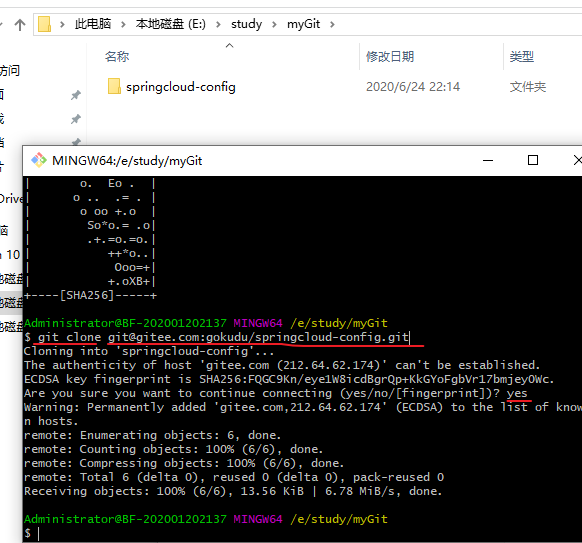 此电脑 › 本地磁盘 (E:) › study › myGit ›
名称 修改日期 类型
访问
springcloud-config 2020/6/24 22:14 文件夹
MINGW64:/e/study/myGit
| o. Eo . |
| o .. .= . |
| o oo +.o |
| So*o.= .o|
| .+.=o.=o.|
| ++*o..|
| Ooo=+|
| +.oXB+|
+----[SHA256]-----+
Administrator@BF-202001202137 MINGW64 /e/study/myGit
$ git clone git@gitee.com:gokudu/springcloud-config.git
Cloning into 'springcloud-config'...
The authenticity of host 'gitee.com (212.64.62.174)' can't be established.
ECDSA key fingerprint is SHA256:FQGC9Kn/eye1W8icdBgrQp+KkGYoFgbVr17bmjeyOWc.
Are you sure you want to continue connecting (yes/no/[fingerprint])? yes
Warning: Permanently added 'gitee.com,212.64.62.174' (ECDSA) to the list of know
n hosts.
remote: Enumerating objects: 6, done.
remote: Counting objects: 100% (6/6), done.
remote: Compressing objects: 100% (6/6), done.
remote: Total 6 (delta 0), reused 0 (delta 0), pack-reused 0
Receiving objects: 100% (6/6), 13.56 KiB | 6.78 MiB/s, done.
Administrator@BF-202001202137 MINGW64 /e/study/myGit
$